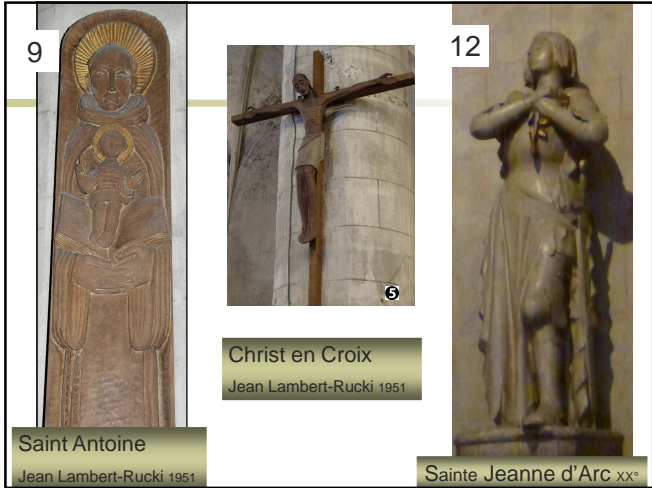 9
12
❺
Christ en Croix
Jean Lambert-Rucki 1951
Saint Antoine
Jean Lambert-Rucki 1951
Sainte Jeanne d’Arc XX°